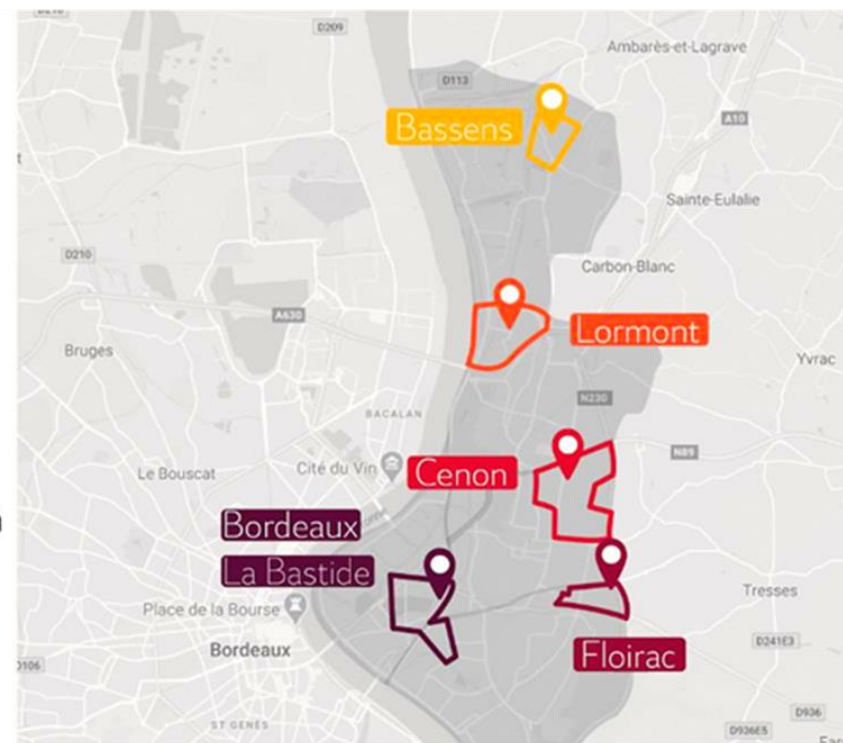 D209
Ambarès-et-Lagrave
D113
Bassens
A10
Sainte-Eulalie
D210
Carbon-Blanc
A630
Lormont
Bruges
Yvrac
N230
BACALAN
N89
Le Bouscat
Cité du Vin
Cenon
Bordeaux
La Bastide
Place de la Bourse
Tresses
Bordeaux
D241E3
Floirac
D106
D936
ST GENÈS
D936E5